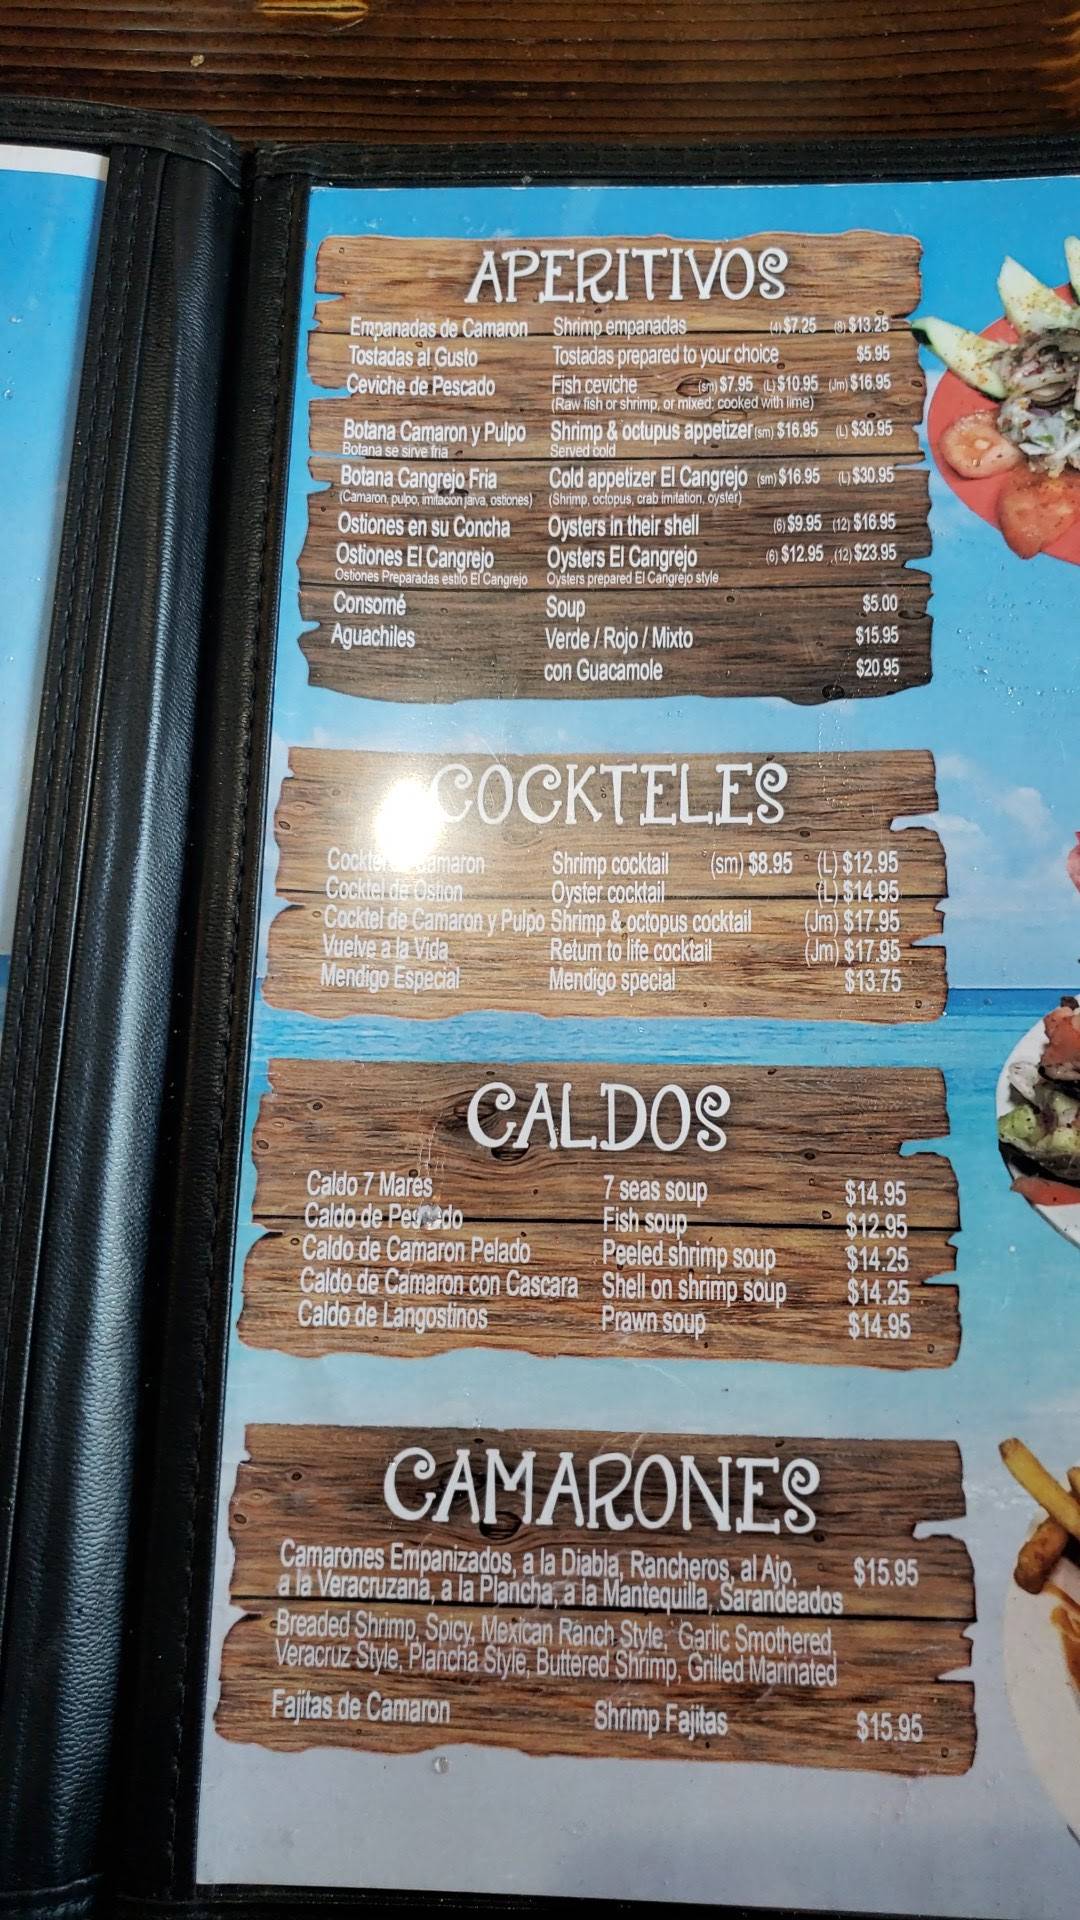 APERITIVOS
Empanadas de Camaron Shrimp empanadas (4) $7.25 (8) $13.25
Tostadas al Gusto Tostadas prepared to your choice $5.95
Ceviche de Pescado Fish ceviche (sm) $7.95 (L) $10.95 (Jm) $16.95
(Raw fish or shrimp, or mixed; cooked with lime)
Botana Camaron y Pulpo Shrimp & octupus appetizer (sm) $16.95 (L) $30.95
Botana se sirve fria Served cold
Botana Cangrejo Fria Cold appetizer El Cangrejo (sm) $16.95 (L) $30.95
(Camaron, pulpo, imitacion jaiva, ostiones) (Shrimp, octopus, crab imitation, oyster)
Ostiones en su Concha Oysters in their shell (6) $9.95 (12) $16.95
Ostiones El Cangrejo Oysters El Cangrejo (6) $12.95 (12) $23.95
Ostiones Preparadas estilo El Cangrejo Oysters prepared El Cangrejo style
Consomé Soup $5.00
Aguachiles Verde / Rojo / Mixto $15.95
con Guacamole $20.95
COCKTELES
Shrimp cocktail (sm) $8.95 (L) $12.95
Cocktel de Ostion Oyster cocktail (L) $14.95
Cocktel de Camaron y Pulpo Shrimp & octopus cocktail (Jm) $17.95
Vuelve a la Vida Return to life cocktail (Jm) $17.95
Mendigo Especial Mendigo special $13.75
CALDOS
Caldo 7 Mares 7 seas soup $14.95
Caldo de Pescado Fish soup $12.95
Caldo de Camaron Pelado Peeled shrimp soup $14.25
Caldo de Camaron con Cascara Shell on shrimp soup $14.25
Caldo de Langostinos Prawn soup $14.95
CAMARONES
Camarones Empanizados, a la Diabla, Rancheros, al Ajo, $15.95
a la Veracruzana, a la Plancha, a la Mantequilla, Sarandeados
Breaded Shrimp, Spicy, Mexican Ranch Style, Garlic Smothered,
Veracruz Style, Plancha Style, Buttered Shrimp, Grilled Marinated
Fajitas de Camaron Shrimp Fajitas $15.95